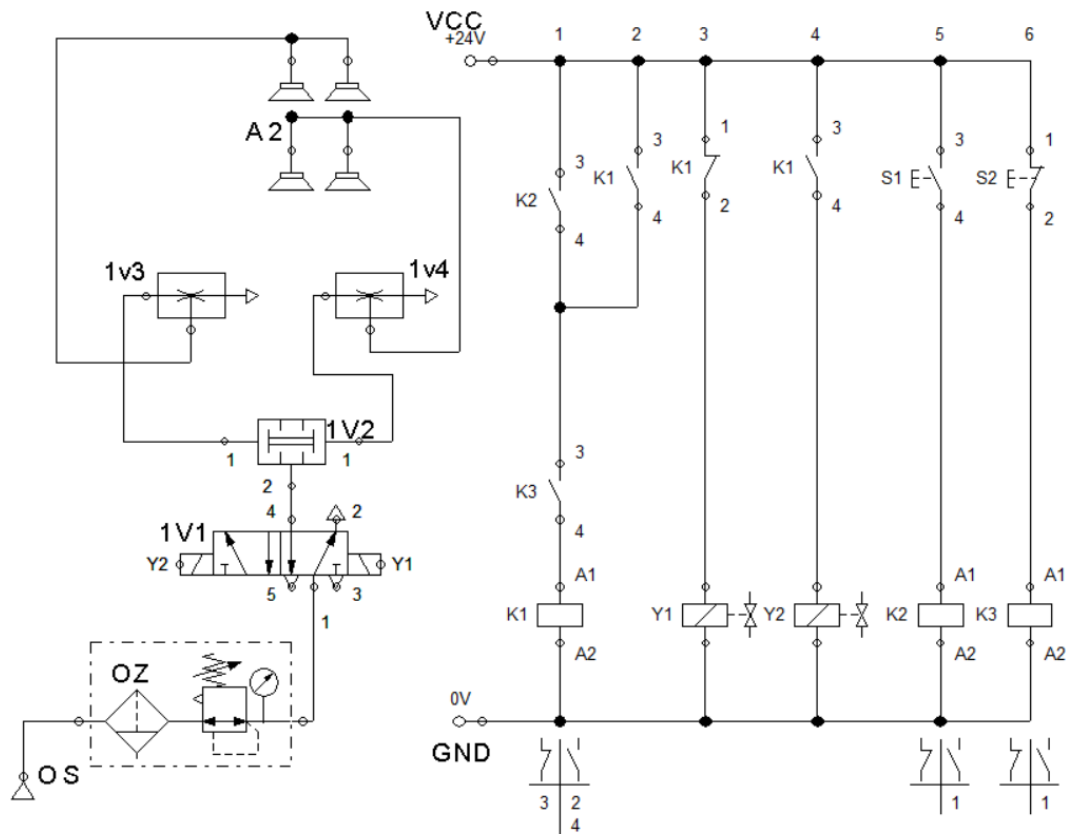 VCC
+24V
1 2 3 4 5 6
A 2
3 3 1 3 3 1
K2 K1 K1 K1 S1 S2
4 4 2 4 4 2
1v3 1v4
1V2
1 1
2
3
K3
4
4 2
1V1
Y2 Y1
5 3
1
A1 A1 A1
K1 Y1 Y2 K2 K3
A2 A2 A2
OZ
0V
GND
OS
3 2 1 1
4